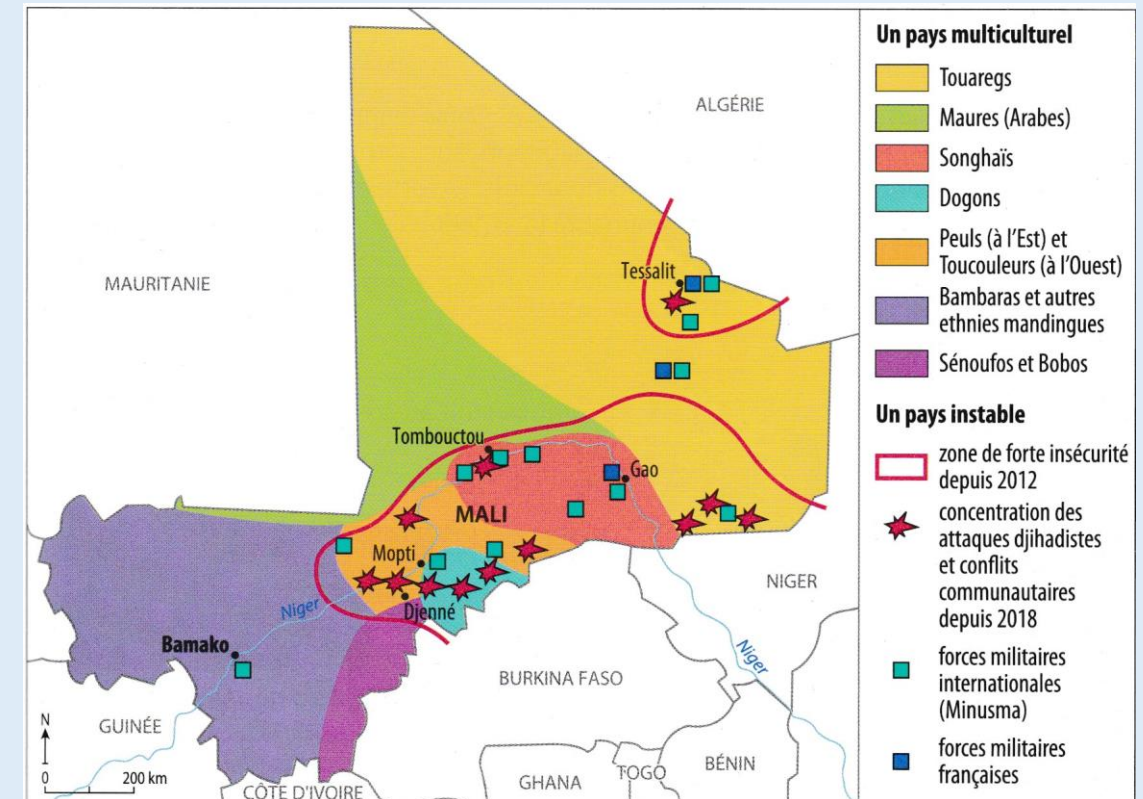 ALGÉRIE
MAURITANIE
Tessalit
Tombouctou
Gao
MALI
Mopti
Djenné
Niger
NIGER
Bamako
Niger
BURKINA FASO
GUINÉE
BÉNIN
TOGO
GHANA
CÔTE D'IVOIRE
N
0 200 km
Un pays multiculturel
Touaregs
Maures (Arabes)
Songhaïs
Dogons
Peuls (à l'Est) et
Toucouleurs (à l'Ouest)
Bambaras et autres
ethnies mandingues
Sénoufos et Bobos
Un pays instable
zone de forte insécurité
depuis 2012
concentration des
attaques djihadistes
et conflits
communautaires
depuis 2018
forces militaires
internationales
(Minusma)
forces militaires
françaises